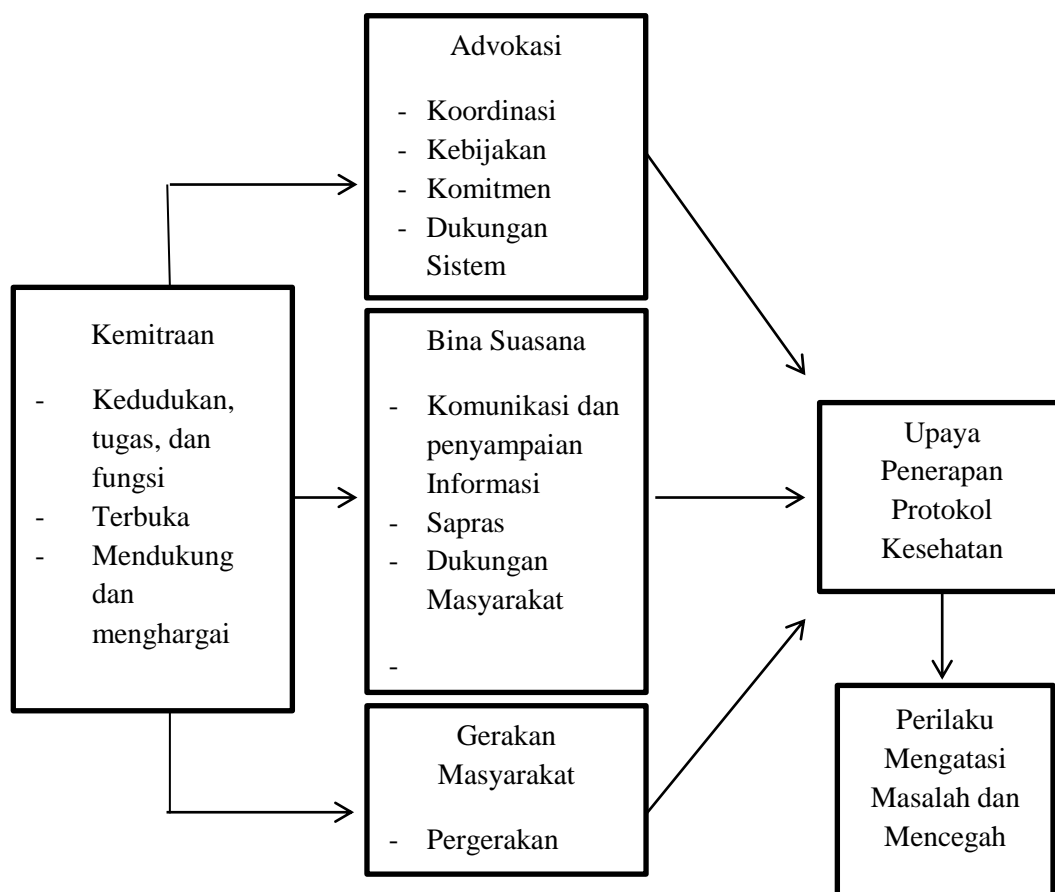 Advokasi
- Koordinasi
- Kebijakan
- Komitmen
- Dukungan
Sistem
Kemitraan
- Kedudukan,
tugas, dan
fungsi
- Terbuka
- Mendukung
dan
menghargai
Bina Suasana
- Komunikasi dan
penyampaian
Informasi
- Sapras
- Dukungan
Masyarakat
-
Gerakan
Masyarakat
- Pergerakan
Upaya
Penerapan
Protokol
Kesehatan
Perilaku
Mengatasi
Masalah dan
Mencegah